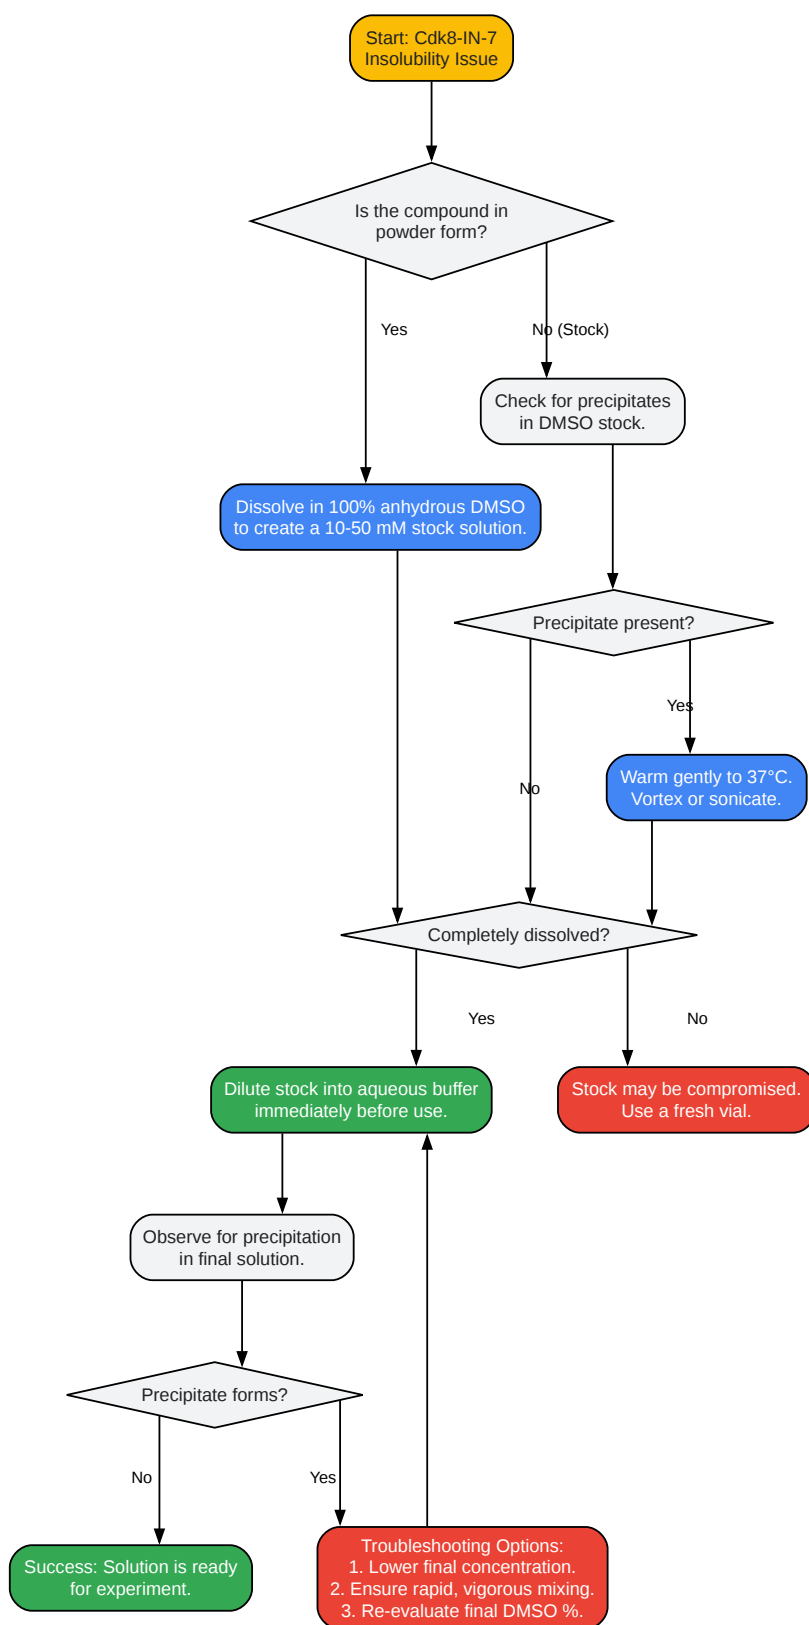 Start: Cdk8-IN-7
Insolubility Issue
Is the compound in
powder form?
Yes
No (Stock)
Check for precipitates
in DMSO stock.
Dissolve in 100% anhydrous DMSO
to create a 10-50 mM stock solution.
Precipitate present?
Yes
No
Warm gently to 37°C.
Vortex or sonicate.
Completely dissolved?
Yes
No
Dilute stock into aqueous buffer
immediately before use.
Stock may be compromised.
Use a fresh vial.
Observe for precipitation
in final solution.
Precipitate forms?
No
Yes
Success: Solution is ready
for experiment.
Troubleshooting Options:
1. Lower final concentration.
2. Ensure rapid, vigorous mixing.
3. Re-evaluate final DMSO %.